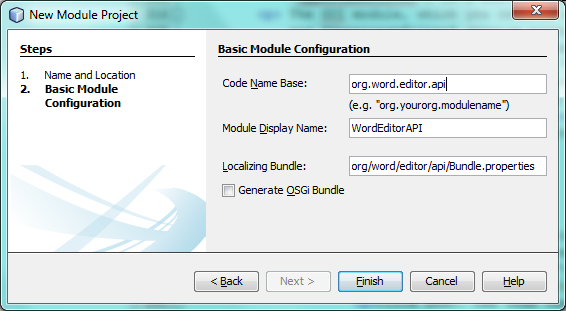 New Module Project
Steps
1. Name and Location
2. Basic Module
Configuration
Basic Module Configuration
Code Name Base: org.word.editor.api
(e.g. "org.yourorg.modulename")
Module Display Name: WordEditorAPI
Localizing Bundle: org/word/editor/api/Bundle.properties
Generate OSGi Bundle
< Back Next > Finish Cancel Help